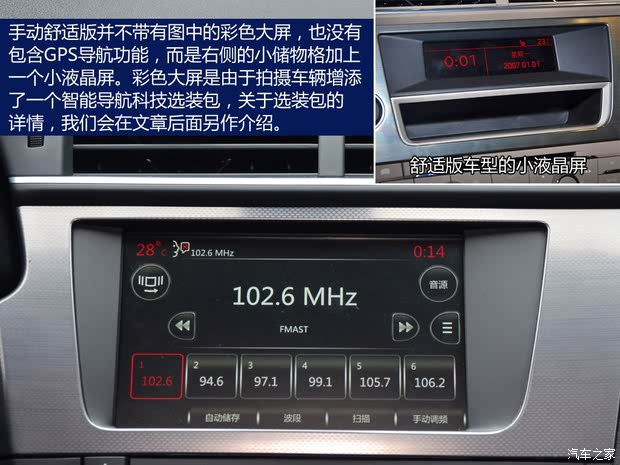 手动舒适版并不带有图中的彩色大屏，也没有
包含GPS导航功能，而是右侧的小储物格加上
一个小液晶屏。彩色大屏是由于拍摄车辆增添
了一个智能导航科技选装包，关于选装包的
详情，我们会在文章后面另作介绍。
23
0:01
星期一
2007 01 01
舒适版车型的小液晶屏
28°c
102.6 MHz
0:14
102.6 MHz
音源
FMAST
1 102.6
2 94.6
3 97.1
4 99.1
5 105.7
6 106.2
自动储存
波段
扫描
手动调频
汽车之家